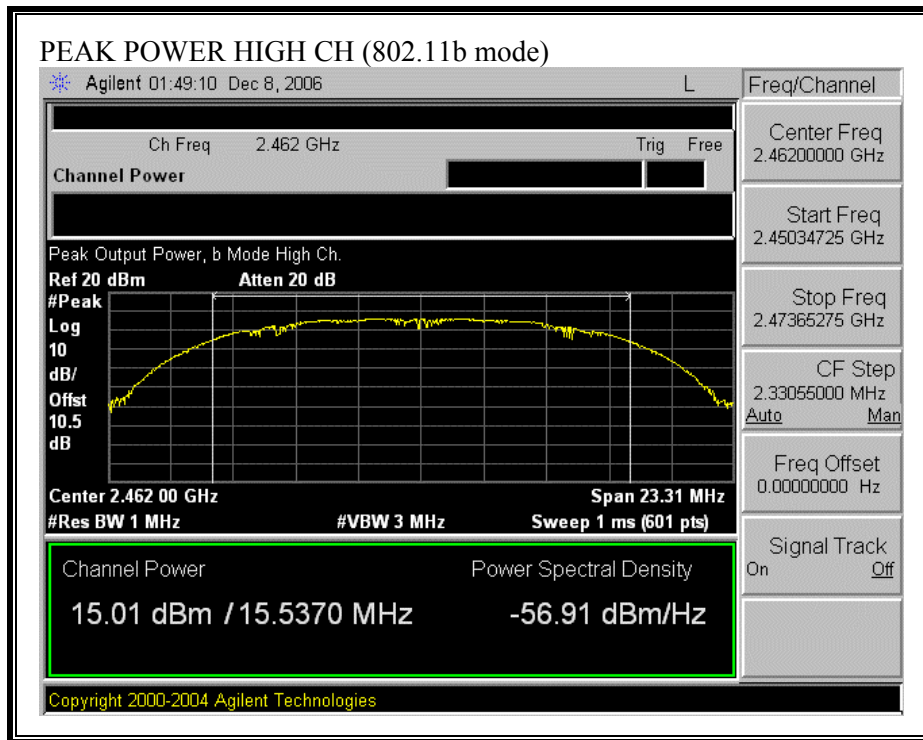 PEAK POWER HIGH CH (802.11b mode)
Agilent 01:49:10 Dec 8, 2006 L
Freq/Channel
Ch Freq 2.462 GHz Trig Free
Channel Power
Center Freq
2.46200000 GHz
Start Freq
2.45034725 GHz
Stop Freq
2.47365275 GHz
CF Step
2.33055000 MHz
Auto Man
Freq Offset
0.00000000 Hz
Signal Track
On Off
Peak Output Power, b Mode High Ch.
Ref 20 dBm Atten 20 dB
#Peak
Log
10
dB/
Offst
10.5
dB
Center 2.462 00 GHz Span 23.31 MHz
#Res BW 1 MHz #VBW 3 MHz Sweep 1 ms (601 pts)
Channel Power Power Spectral Density
15.01 dBm / 15.5370 MHz -56.91 dBm/Hz
Copyright 2000-2004 Agilent Technologies